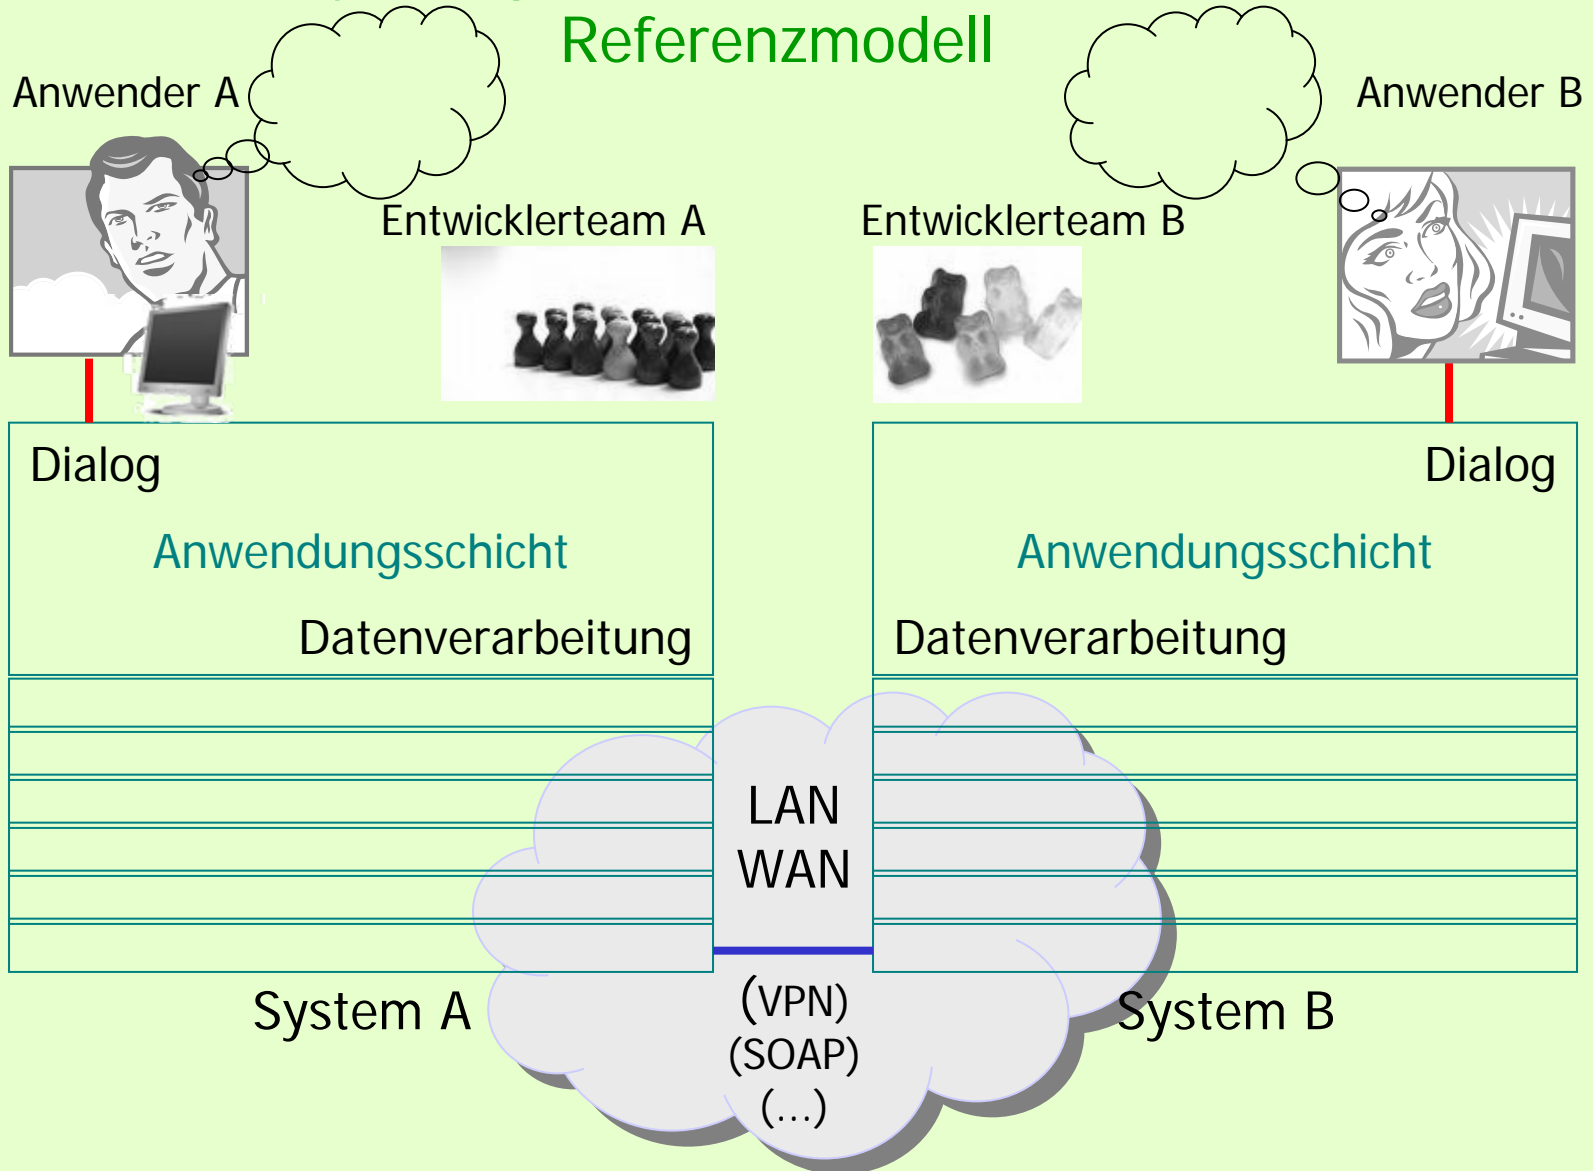 Referenzmodell
Anwender A
Anwender B
Entwicklerteam A
Entwicklerteam B
Dialog
Dialog
Anwendungsschicht
Anwendungsschicht
Datenverarbeitung
Datenverarbeitung
LAN
WAN
System A
(VPN)
System B
(SOAP)
(...)